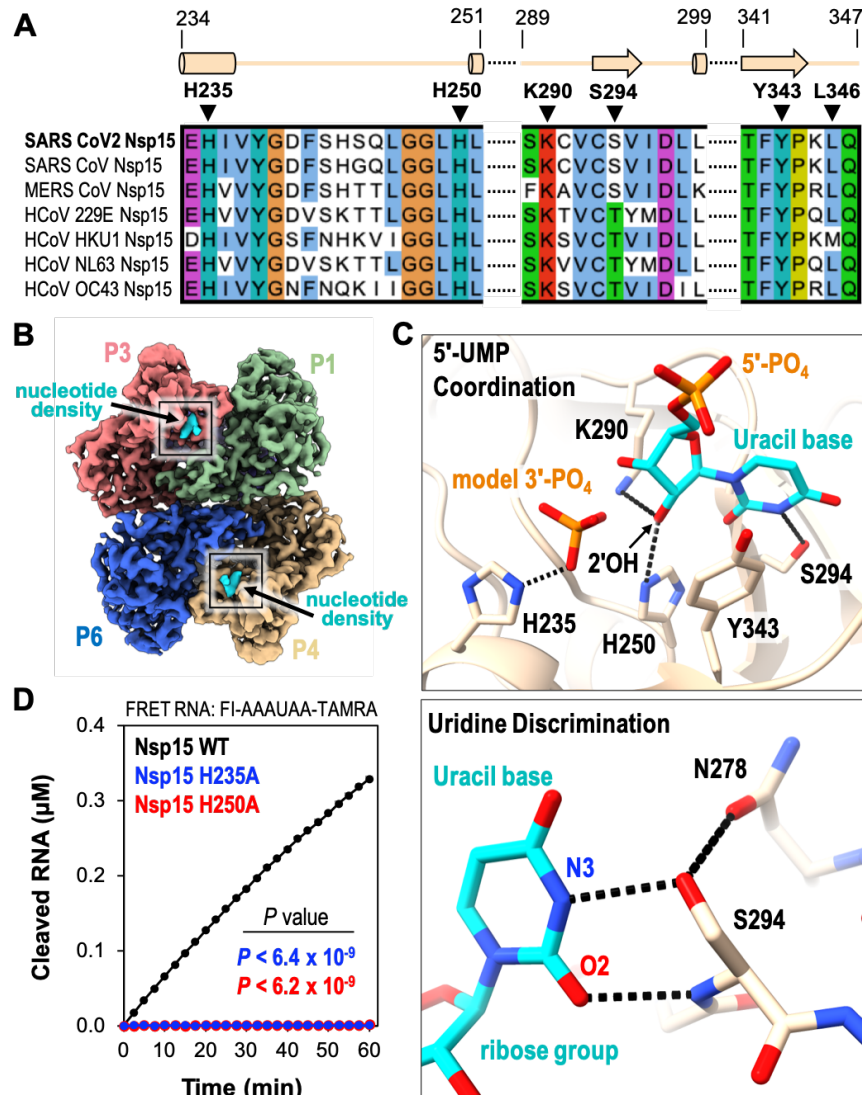 A
234 251 289 299 341 347
H235 H250 K290 S294 Y343 L346
SARS CoV2 Nsp15 EHIVYGDFSHSQLGGLHL ...... SKCVCSVIDLL ...... TFYPKLQ
SARS CoV Nsp15 EHIVYGDFSHGQLGGLHL ...... SKCVCSVIDLL ...... TFYPKLQ
MERS CoV Nsp15 EHVVYGDFSHTTLGGLHL ...... FKAVCSVIDLK ...... TFYPRLQ
HCoV 229E Nsp15 EHVVYGDVSKTTLGGLHL ...... SKTVCTYMDLL ...... TFYPQLQ
HCoV HKU1 Nsp15 DHIVYGSFNHKVIGGLHL ...... SKSVCTVIDLL ...... TFYPKMQ
HCoV NL63 Nsp15 EHVVYGDVSKTTLGGLHL ...... SKVVCTYMDLL ...... TFYPQLQ
HCoV OC43 Nsp15 EHIVYGNFNQKIIGGLHL ...... SKSVCTVIDIL ...... TFYPRLQ
B
P3
P1
nucleotide
density
nucleotide
density
P6
P4
C
5'-UMP
Coordination
5'-PO4
K290
Uracil base
model 3'-PO4
2'OH
S294
H235
H250
Y343
D
FRET RNA: FI-AAAUAA-TAMRA
Nsp15 WT
Nsp15 H235A
Nsp15 H250A
P value
P < 6.4 x 10⁻⁹
P < 6.2 x 10⁻⁹
Cleaved RNA (µM)
0.4
0.3
0.2
0.1
0.0
0 10 20 30 40 50 60
Time (min)
Uridine Discrimination
N278
Uracil base
N3
S294
O2
ribose group